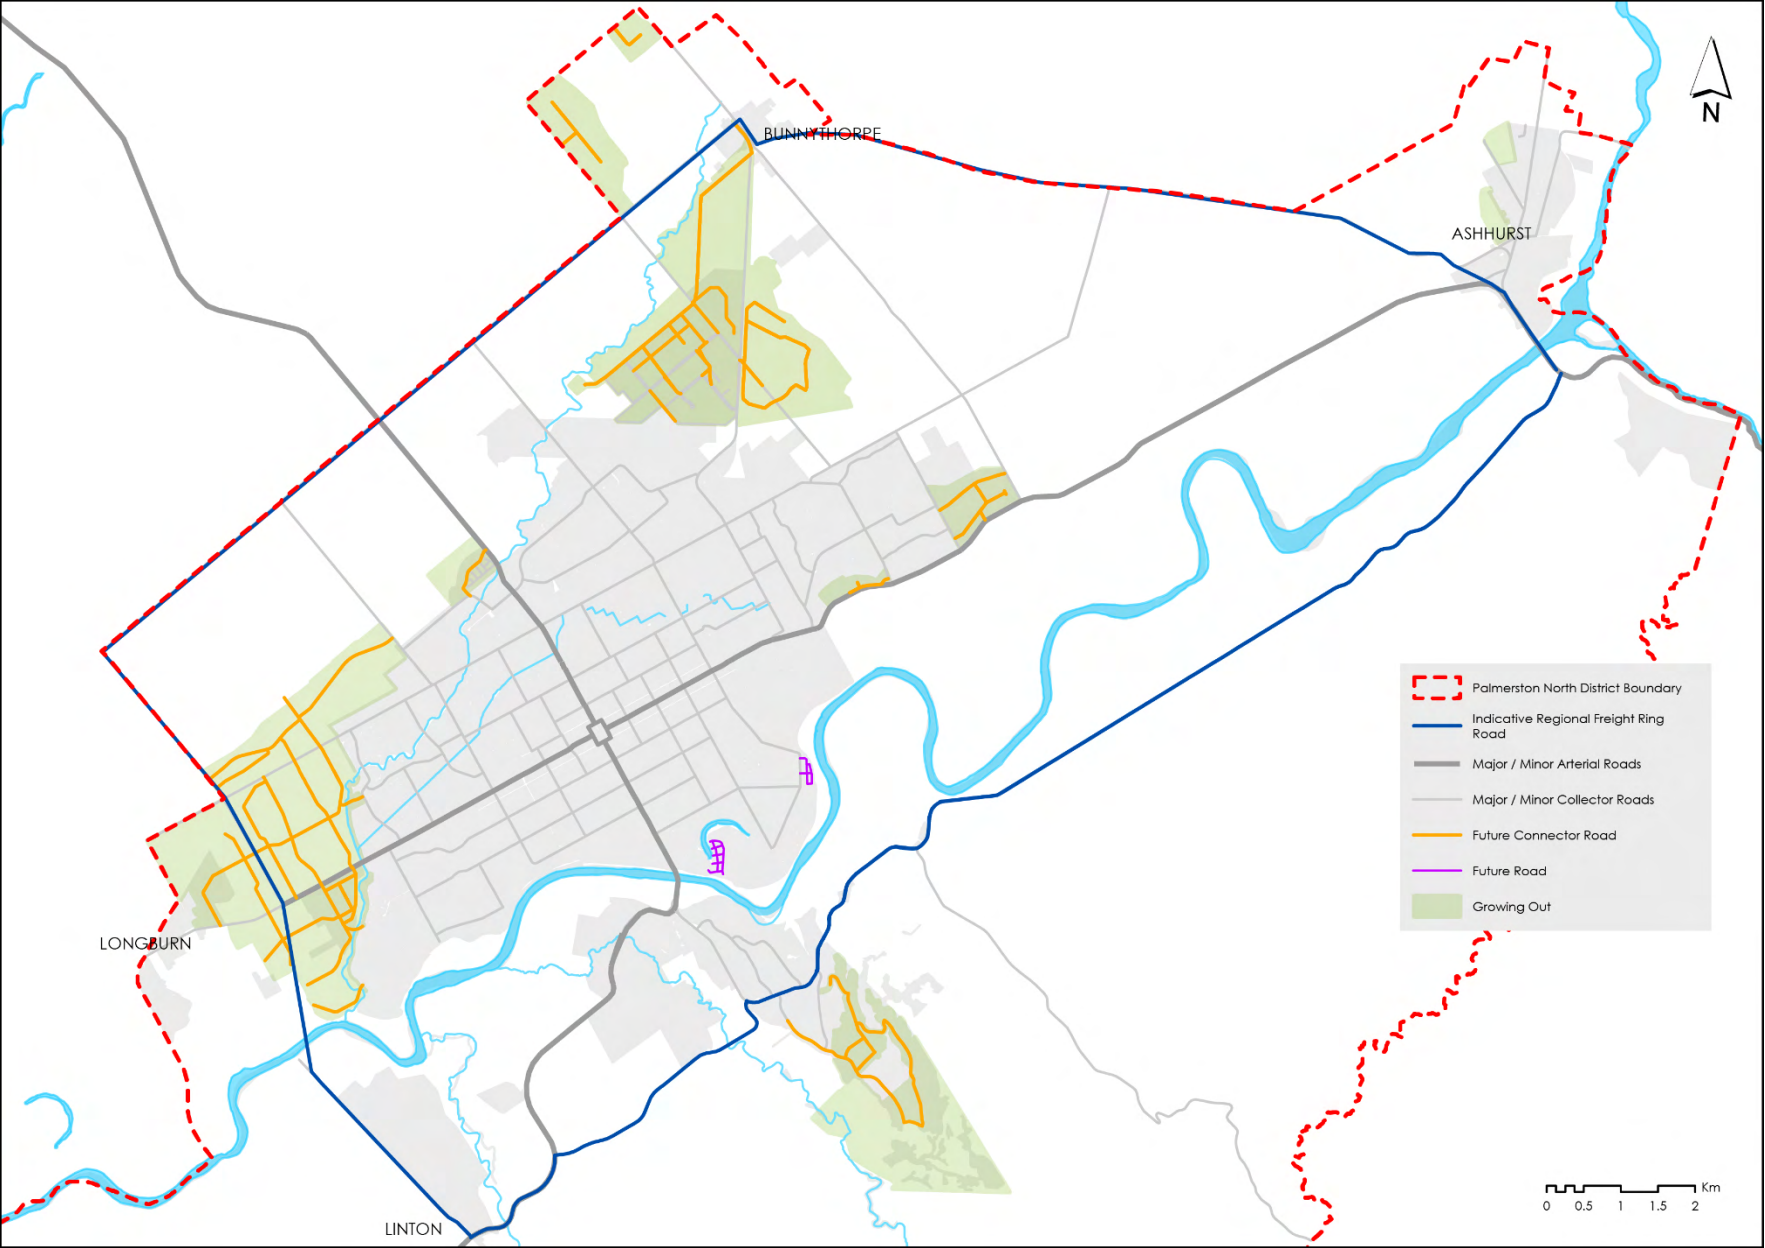 N
BUNNYTHORPE
ASHHURST
Palmerston North District Boundary
Indicative Regional Freight Ring
Road
Major / Minor Arterial Roads
Major / Minor Collector Roads
Future Connector Road
Future Road
Growing Out
LONGBURN
LINTON
Km
0 0.5 1 1.5 2